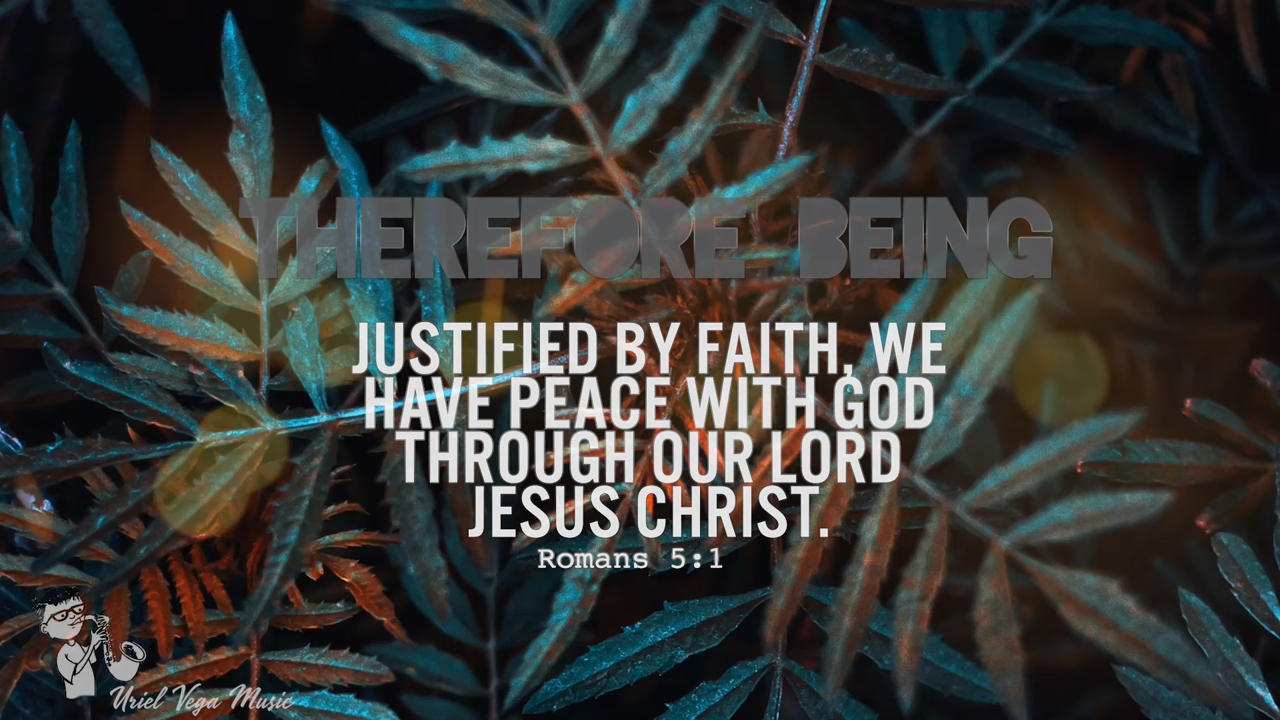 THEREFORE BEING
JUSTIFIED BY FAITH, WE
HAVE PEACE WITH GOD
THROUGH OUR LORD
JESUS CHRIST.
Romans 5:1
Uriel Vega Music